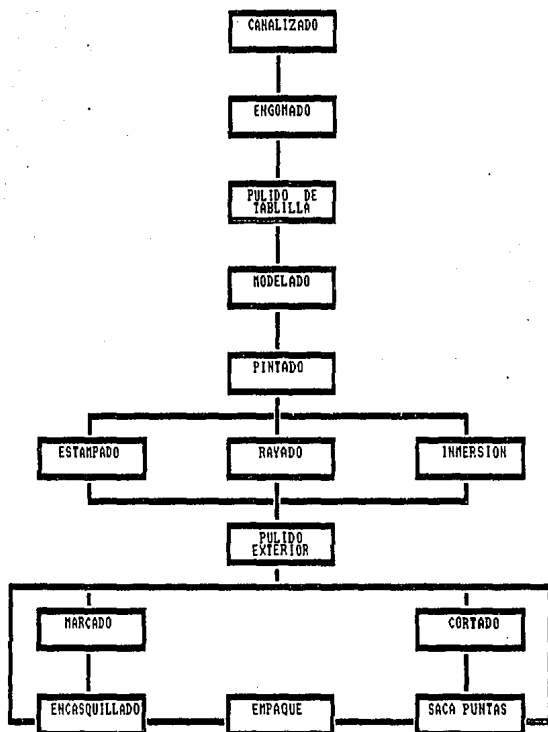 CANALIZADO
ENGOMADO
PULIDO DE
TABLILLA
MODELADO
PINTADO
ESTAMPADO
RAYADO
INMERSION
PULIDO
EXTERIOR
MARCADO
CORTADO
ENCASQUILLADO
EMPAQUE
SACA PUNTAS